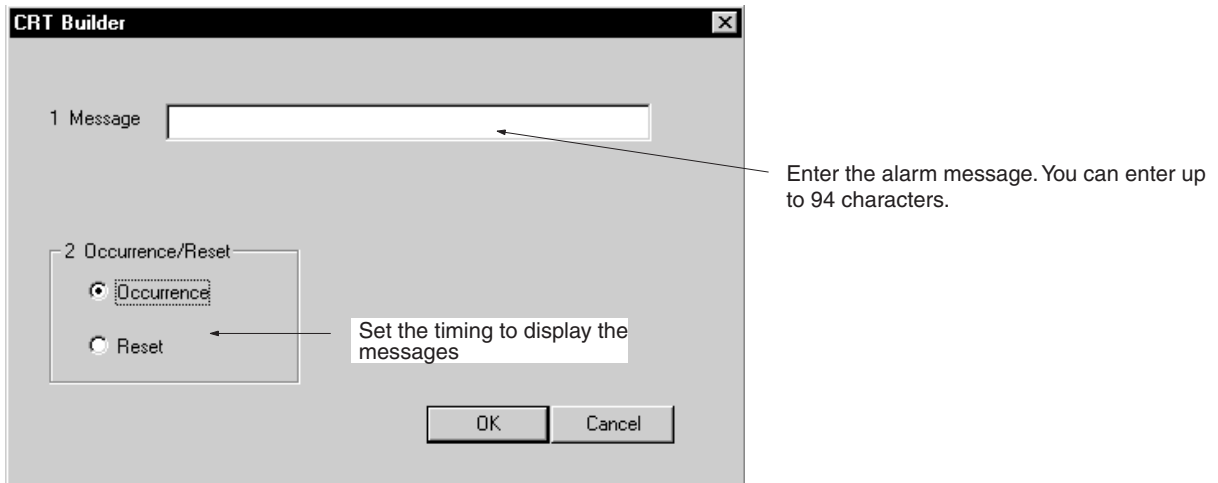 CRT Builder
1 Message
Enter the alarm message. You can enter up
to 94 characters.
2 Occurrence/Reset
Occurrence
Reset
Set the timing to display the
messages
OK
Cancel